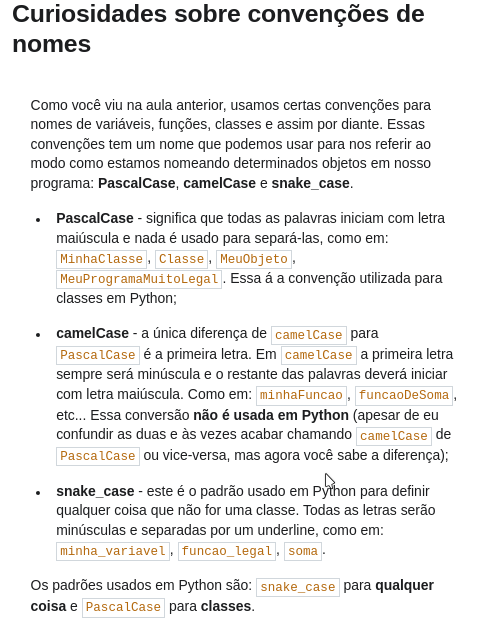 Curiosidades sobre convenções de
nomes
Como você viu na aula anterior, usamos certas convenções para
nomes de variáveis, funções, classes e assim por diante. Essas
convenções tem um nome que podemos usar para nos referir ao
modo como estamos nomeando determinados objetos em nosso
programa: PascalCase, camelCase e snake_case.
• PascalCase - significa que todas as palavras iniciam com letra
maiúscula e nada é usado para separá-las, como em:
MinhaClasse, Classe, MeuObjeto,
MeuProgramaMuitoLegal. Essa á a convenção utilizada para
classes em Python;
• camelCase - a única diferença de camelCase para
PascalCase é a primeira letra. Em camelCase a primeira letra
sempre será minúscula e o restante das palavras deverá iniciar
com letra maiúscula. Como em: minhaFuncao, funcaoDeSoma,
etc... Essa conversão não é usada em Python (apesar de eu
confundir as duas e às vezes acabar chamando camelCase de
PascalCase ou vice-versa, mas agora você sabe a diferença);
• snake_case - este é o padrão usado em Python para definir
qualquer coisa que não for uma classe. Todas as letras serão
minúsculas e separadas por um underline, como em:
minha_variavel, funcao_legal, soma.
Os padrões usados em Python são: snake_case para qualquer
coisa e PascalCase para classes.